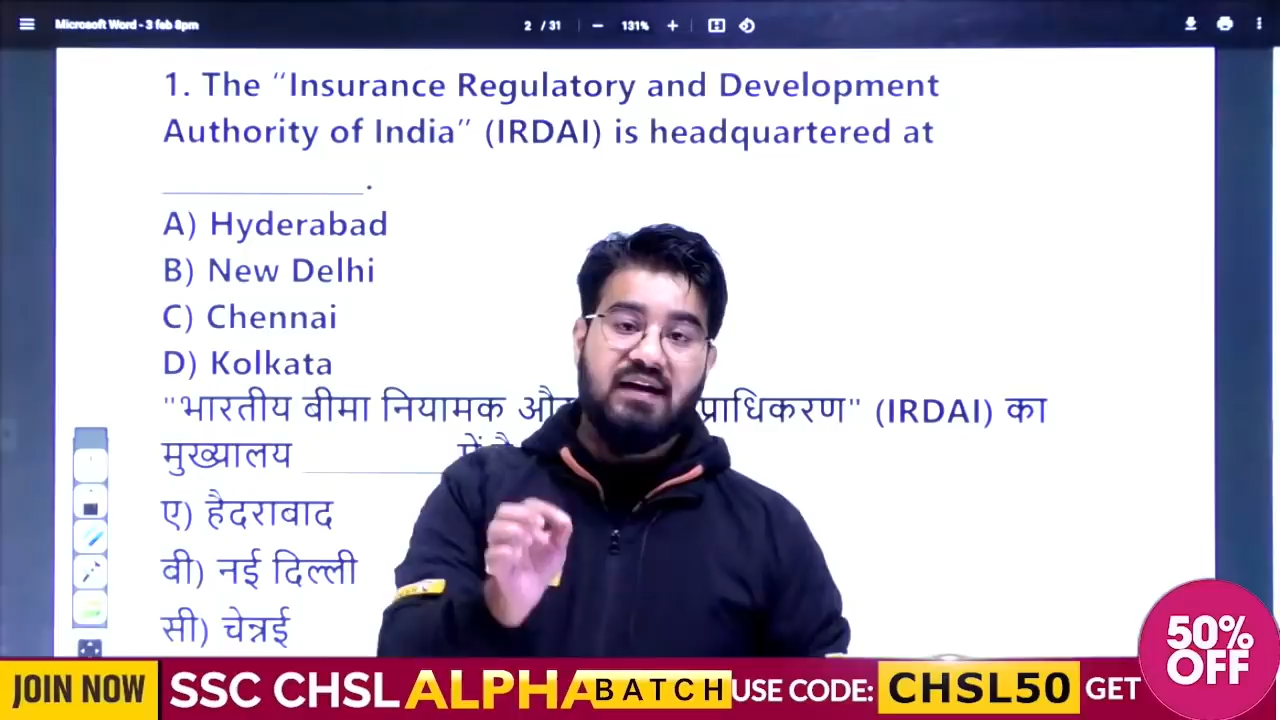 Microsoft Word - 3 feb 8pm
2 / 31
131%
1. The “Insurance Regulatory and Development
Authority of India” (IRDAI) is headquartered at
____________.
A) Hyderabad
B) New Delhi
C) Chennai
D) Kolkata
"भारतीय बीमा नियामक प्राधिकरण" (IRDAI) का
मुख्यालय ________ में
ए) हैदराबाद
बी) नई दिल्ली
सी) चेन्नई
JOIN NOW SSC CHSL ALPHA BATCH USE CODE: CHSL50 GET
50%
OFF